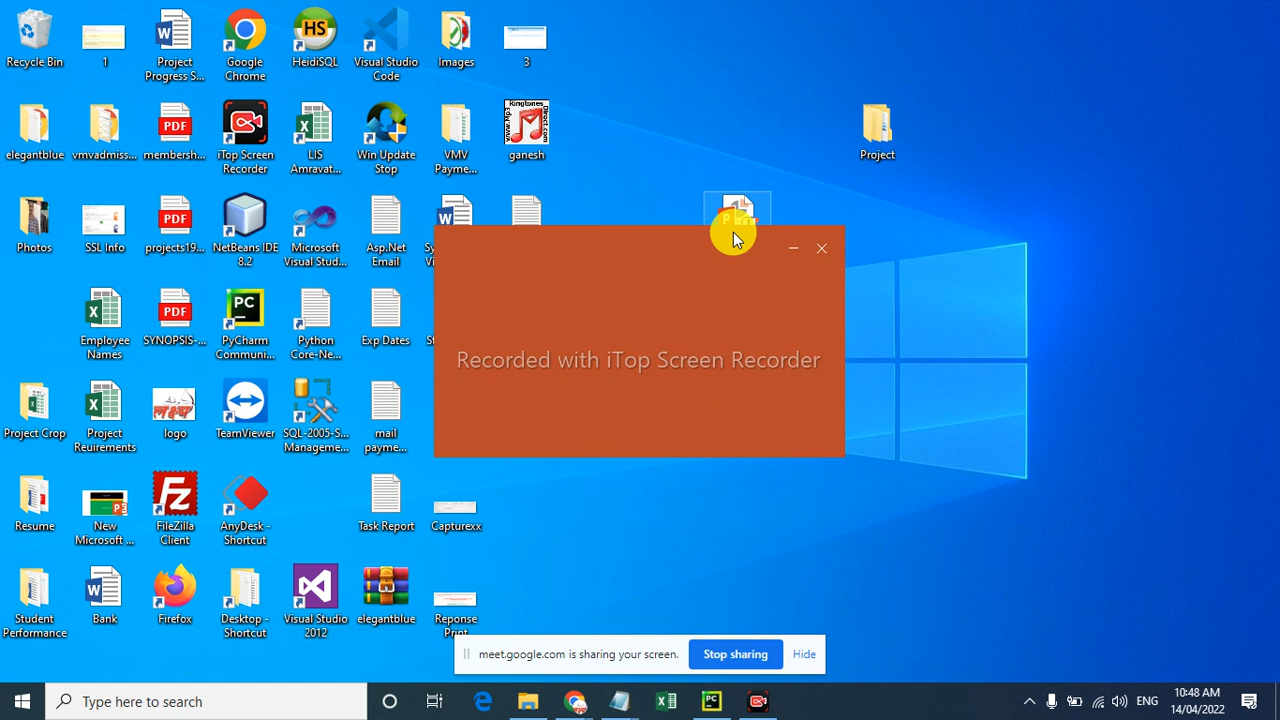 Recycle Bin
1
Project
Progress S...
Google
Chrome
HS
HeidiSQL
Visual Studio
Code
Images
3
elegantblue
vmvadmiss...
PDF
membersh...
iTop Screen
Recorder
LIS
Amravat...
Win Update
Stop
VMV
Payme...
ganesh
Project
Photos
SSL Info
PDF
projects19...
NetBeans IDE
8.2
Microsoft
Visual Stud...
Asp.Net
Email
Employee
Names
PDF
SYNOPSIS-...
PC
PyCharm
Communi...
Python
Core-Ne...
Exp Dates
Recorded with iTop Screen Recorder
Project Crop
Project
Reuirements
logo
TeamViewer
SQL-2005-S...
Manageme...
mail
payme...
Resume
New
Microsoft ...
FileZilla
Client
AnyDesk -
Shortcut
Task Report
Capturexx
Student
Performance
Bank
Firefox
Desktop -
Shortcut
Visual Studio
2012
elegantblue
Reponse
Print
meet.google.com is sharing your screen.
Stop sharing
Hide
Type here to search
ENG
10:48 AM
14/04/2022